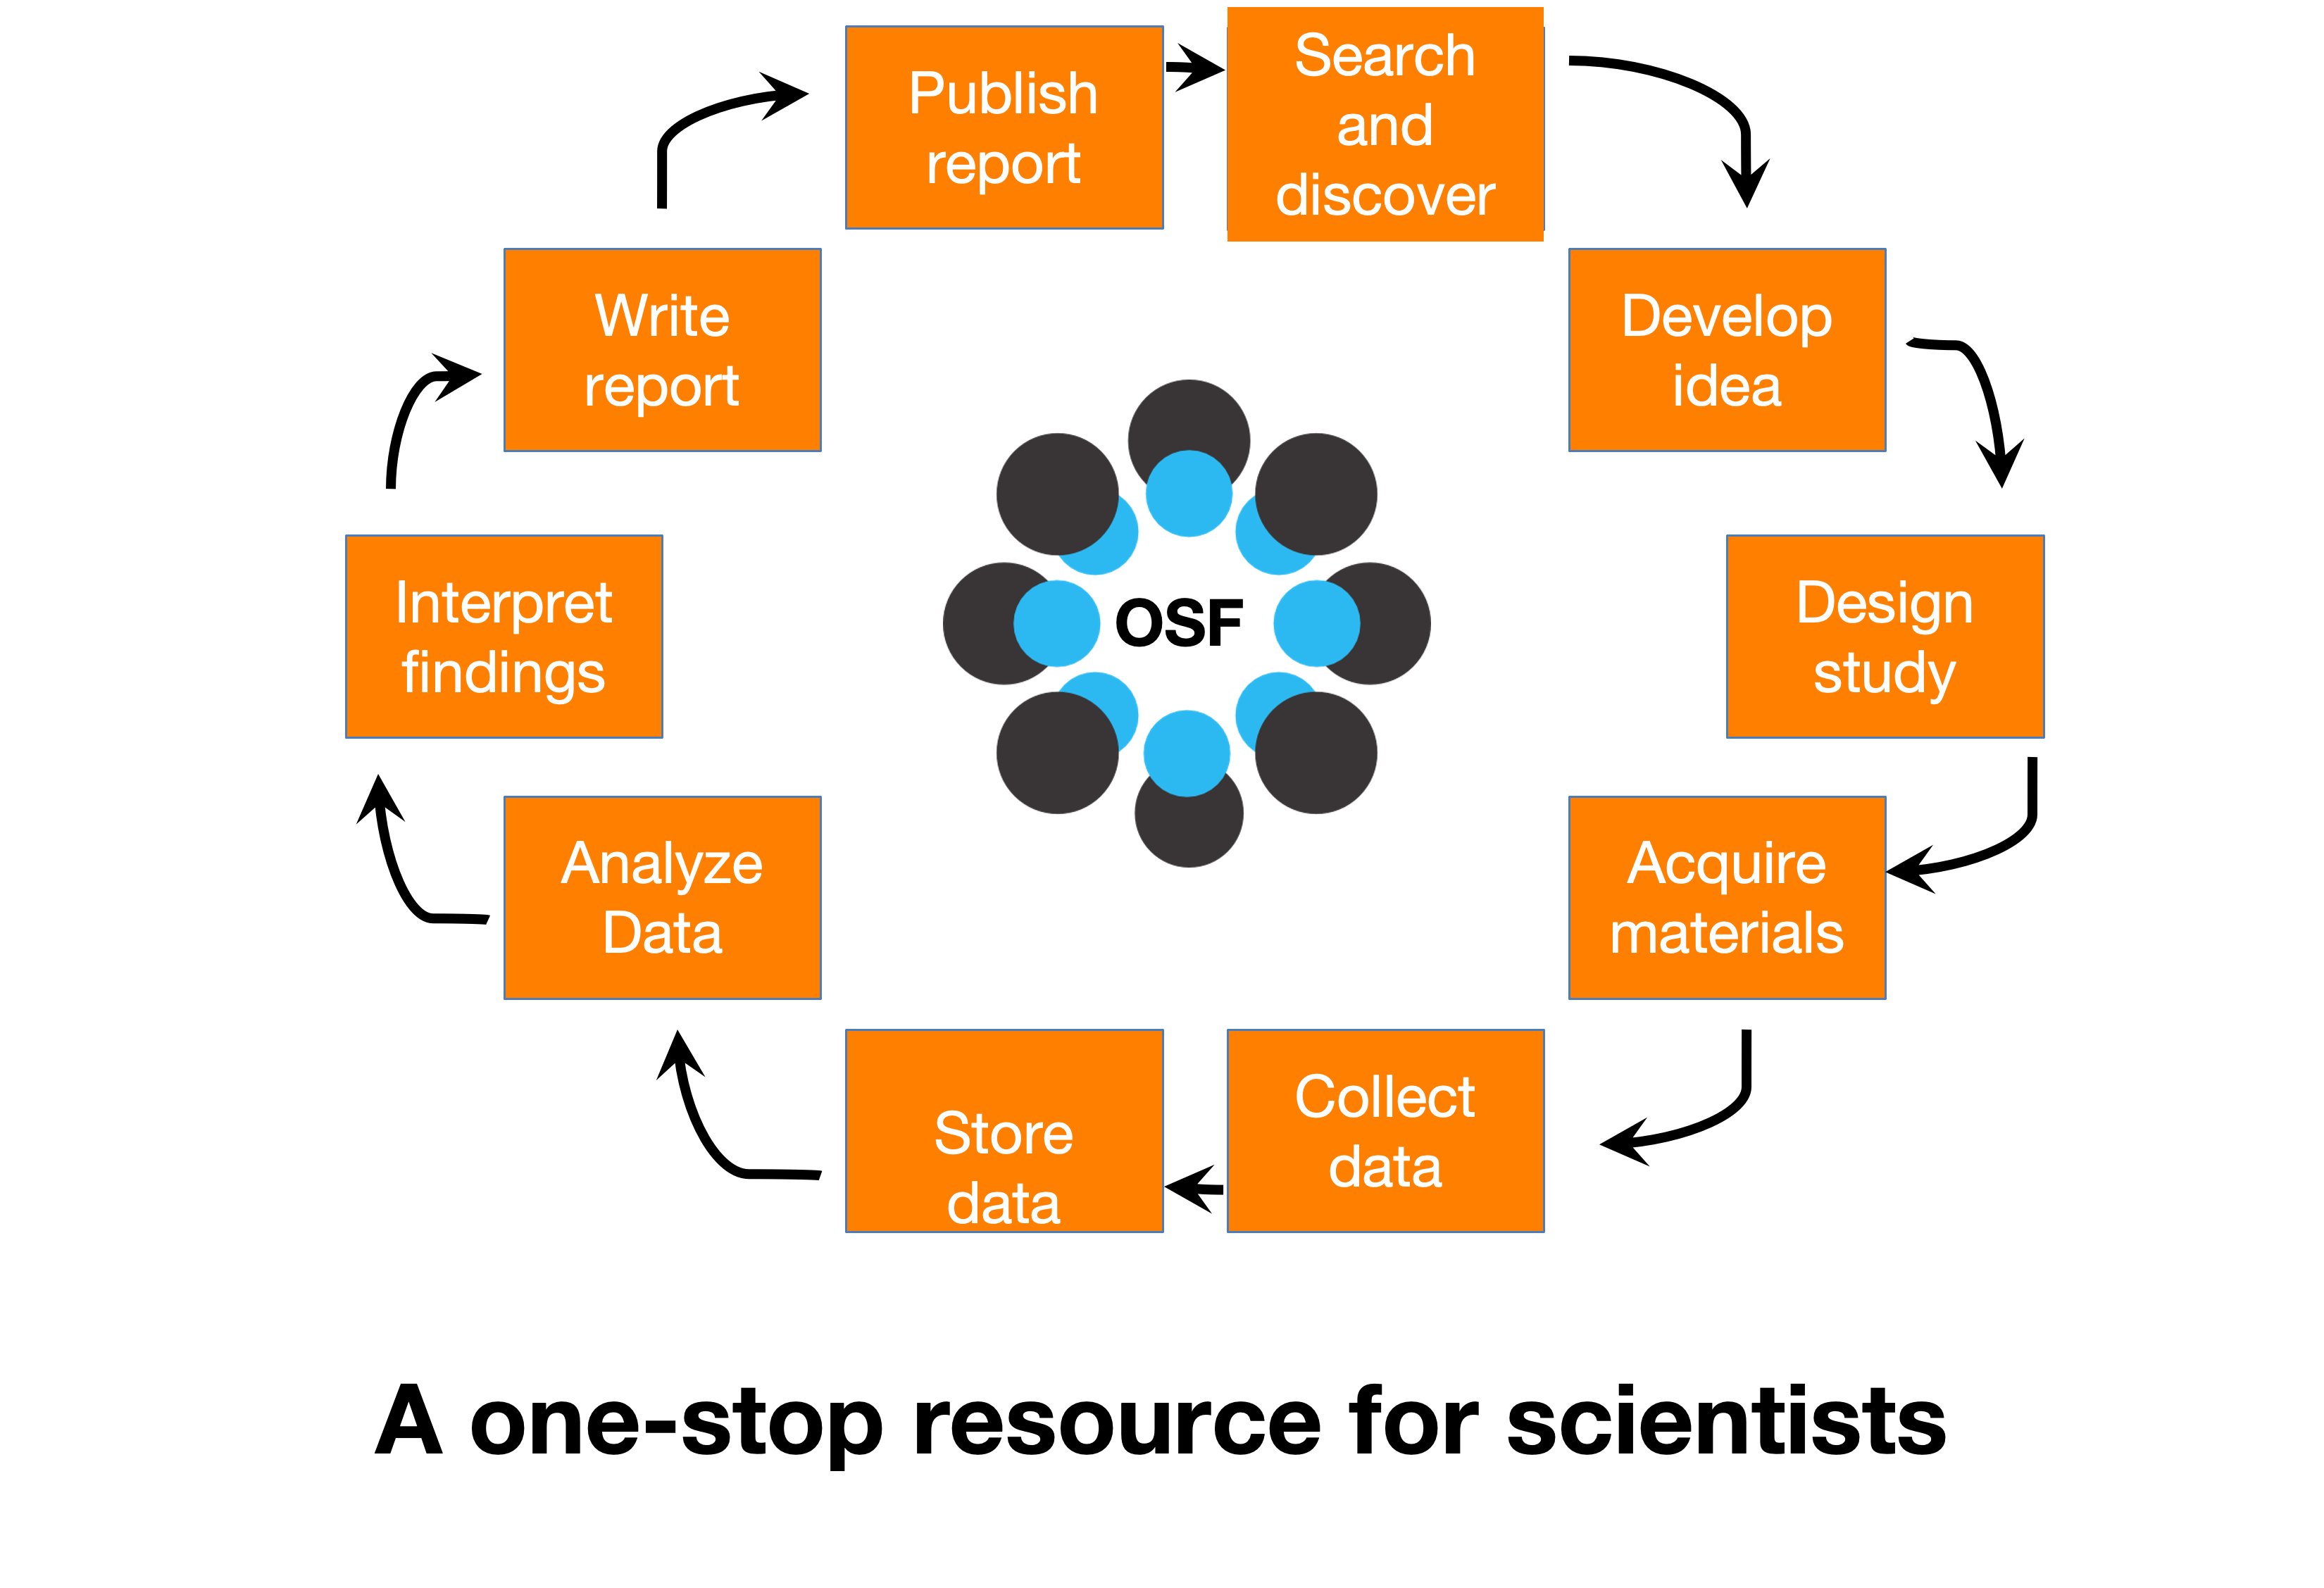 Publish
report
Search
and
discover
Write
report
Develop
idea
Interpret
findings
OSF
Design
study
Analyze
Data
Acquire
materials
Store
data
Collect
data
A one-stop resource for scientists